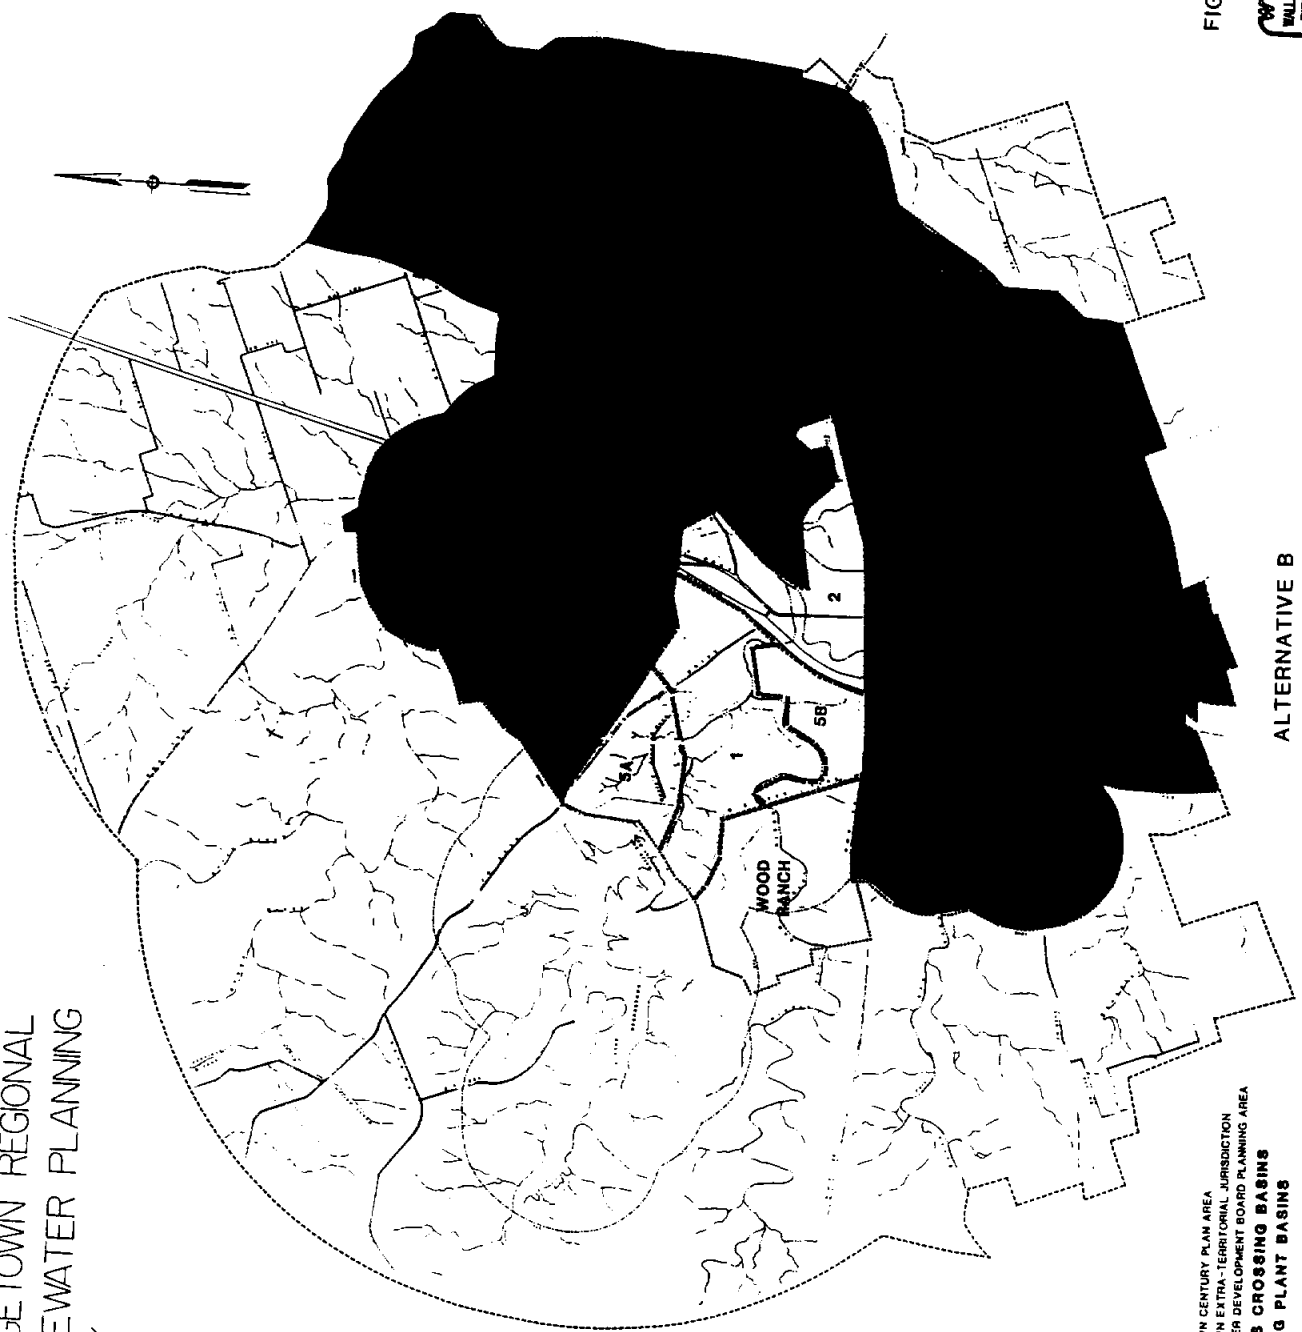 GETOWN REGIONAL
EWATER PLANNING
FIG
WALL
5A
1
5B
2
WOOD
RANCH
ALTERNATIVE B
N CENTURY PLAN AREA
N EXTRA-TERRITORIAL JURISDICTION
ER DEVELOPMENT BOARD PLANNING AREA
S CROSSING BASINS
G PLANT BASINS